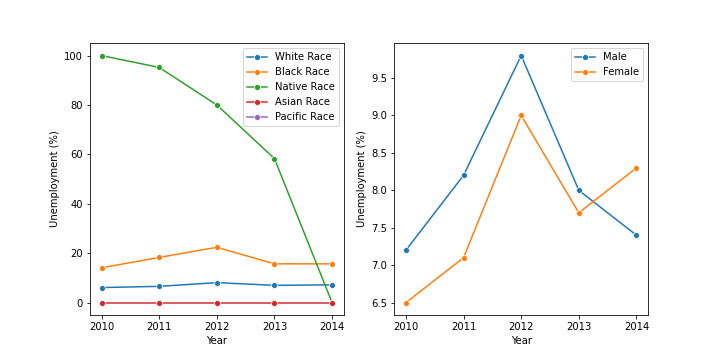 100
80
60
40
20
0
Unemployment (%)
2010 2011 2012 2013 2014
Year
White Race
Black Race
Native Race
Asian Race
Pacific Race
9.5
9.0
8.5
8.0
7.5
7.0
6.5
Unemployment (%)
2010 2011 2012 2013 2014
Year
Male
Female